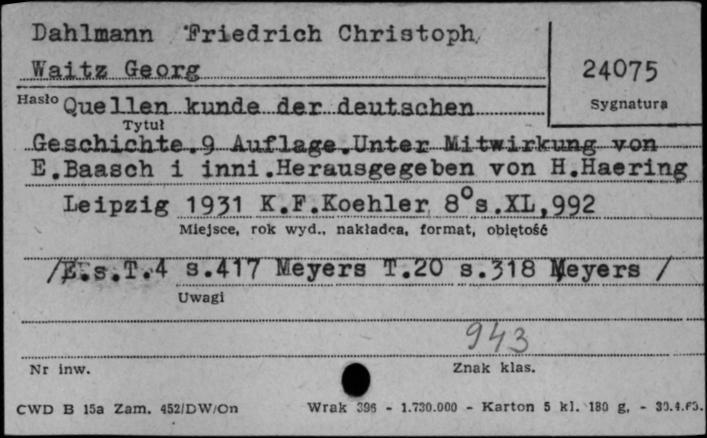 Dahlmann Friedrich Christoph
Waitz Georg
24075
Sygnatura
Hasło Quellen kunde der deutschen
Tytuł
Geschichte.9 Auflage.Unter Mitwirkung von
E.Baasch i inni.Herausgegeben von H.Haering
Leipzig 1931 K.F.Koehler 8°s.XL,992
Miejsce, rok wyd., nakładca, format, objętość
/E.s.T.4 s.417 Meyers T.20 s.318 Meyers /
Uwagi
943
Nr inw.
Znak klas.
CWD B 15a Zam. 452/DW/On Wrak 396 - 1.730.000 - Karton 5 kl. 180 g. -